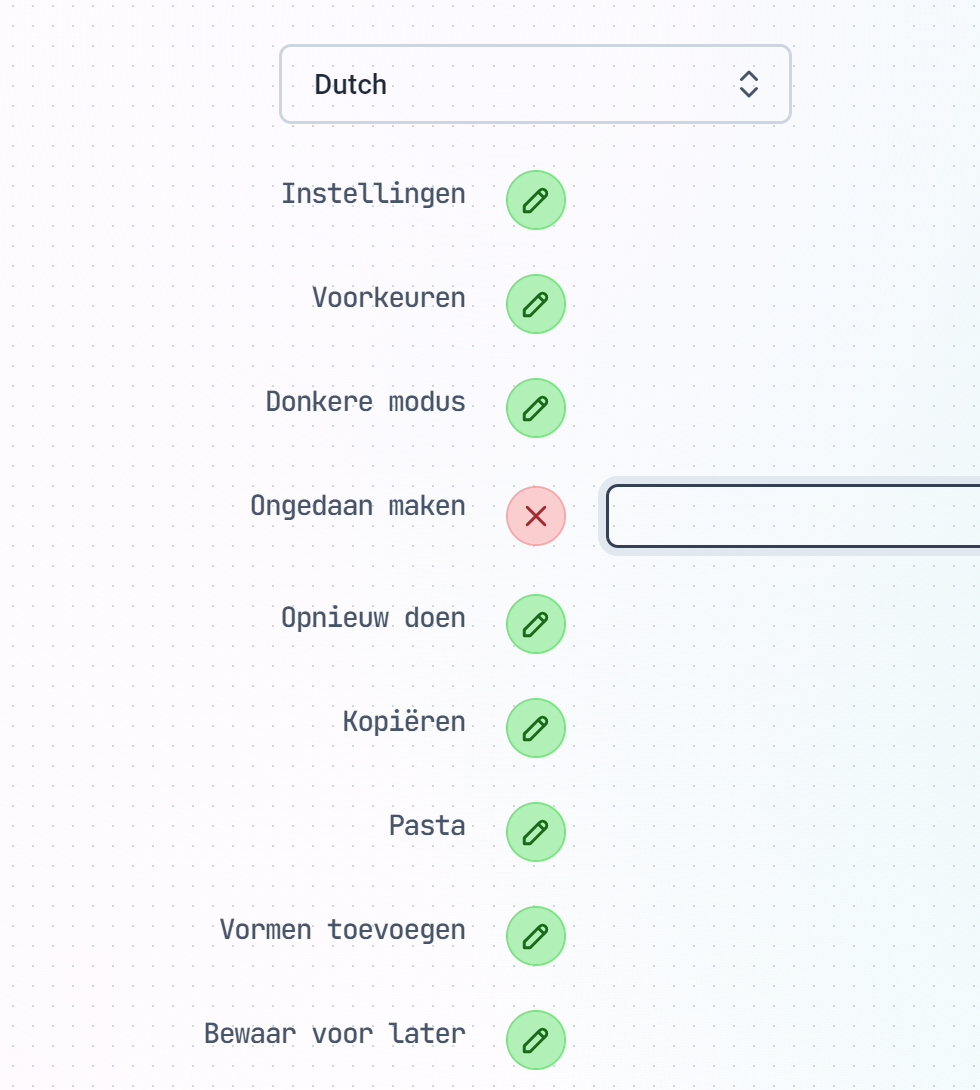 Dutch
Instellingen
Voorkeuren
Donkere modus
Ongedaan maken
Opnieuw doen
Kopiëren
Pasta
Vormen toevoegen
Bewaar voor later